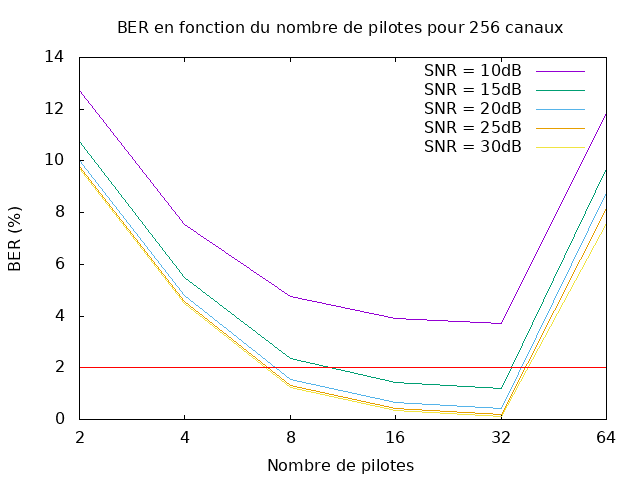 BER en fonction du nombre de pilotes pour 256 canaux
14
12
10
8
6
4
2
0
BER (%)
SNR = 10dB
SNR = 15dB
SNR = 20dB
SNR = 25dB
SNR = 30dB
2 4 8 16 32 64
Nombre de pilotes